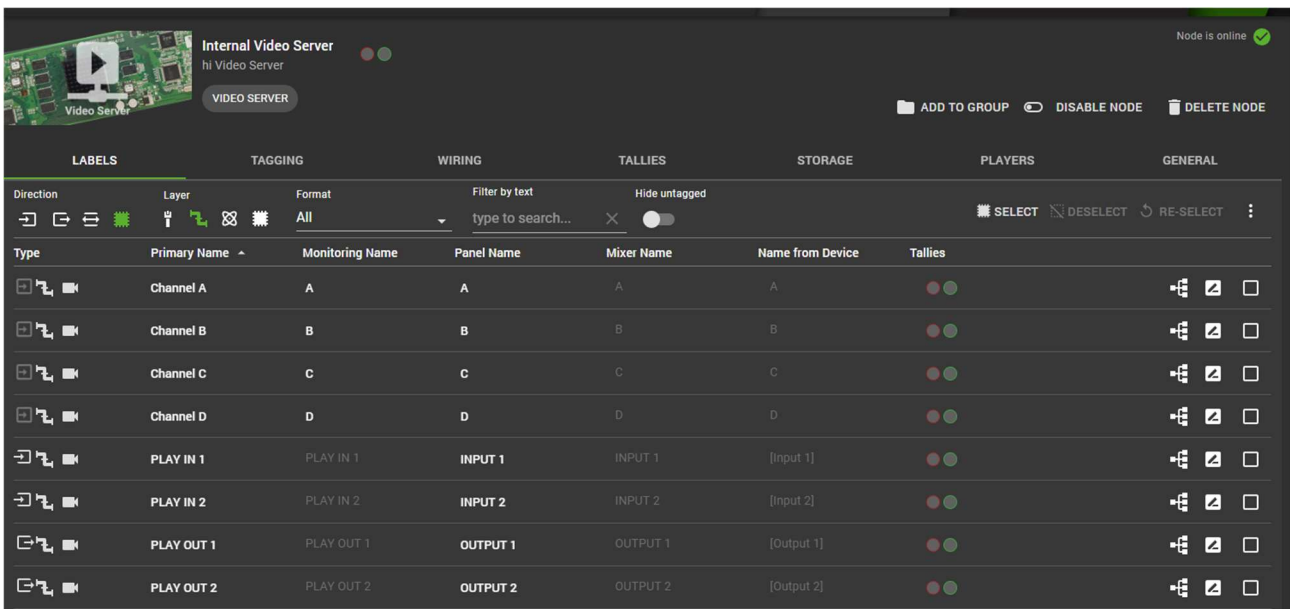 Internal Video Server
hi Video Server
VIDEO SERVER
Video Server
Node is online
ADD TO GROUP DISABLE NODE DELETE NODE
LABELS TAGGING WIRING TALLIES STORAGE PLAYERS GENERAL
Direction Layer Format Filter by text Hide untagged
All type to search... SELECT DESELECT RE-SELECT
Type Primary Name Monitoring Name Panel Name Mixer Name Name from Device Tallies
Channel A A A A A
Channel B B B B B
Channel C C C C C
Channel D D D D D
PLAY IN 1 PLAY IN 1 INPUT 1 INPUT 1 [Input 1]
PLAY IN 2 PLAY IN 2 INPUT 2 INPUT 2 [Input 2]
PLAY OUT 1 PLAY OUT 1 OUTPUT 1 OUTPUT 1 [Output 1]
PLAY OUT 2 PLAY OUT 2 OUTPUT 2 OUTPUT 2 [Output 2]